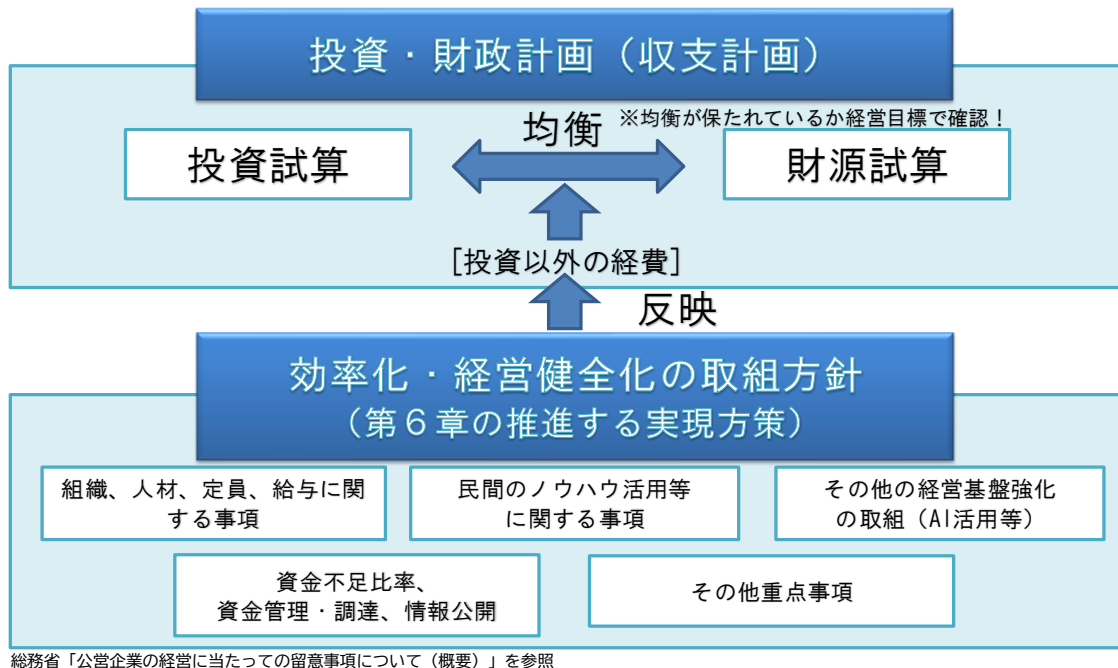 投資・財政計画（収支計画）
均衡
※均衡が保たれているか経営目標で確認！
投資試算
財源試算
[投資以外の経費]
反映
効率化・経営健全化の取組方針
（第６章の推進する実現方策）
組織、人材、定員、給与に関
する事項
民間のノウハウ活用等
に関する事項
その他の経営基盤強化
の取組（AI活用等）
資金不足比率、
資金管理・調達、情報公開
その他重点事項
総務省「公営企業の経営に当たっての留意事項について（概要）」を参照